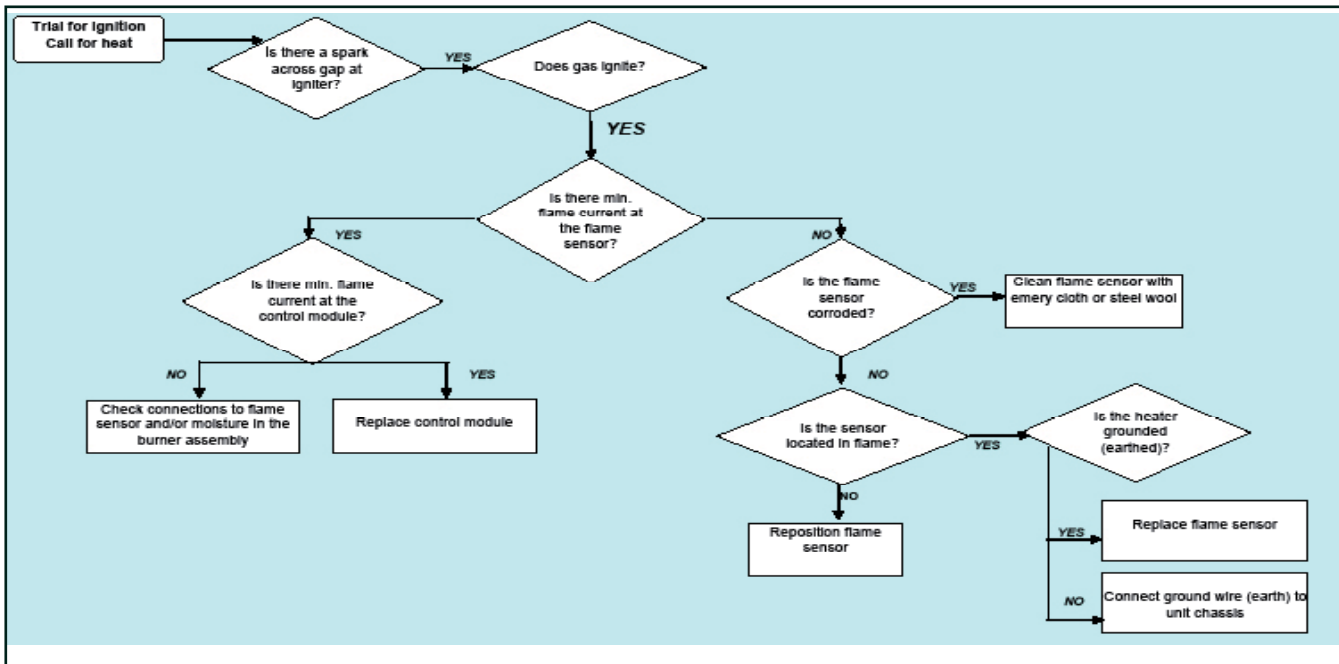 Trial for Ignition
Call for heat
Is there a spark
across gap at
igniter?
YES
Does gas ignite?
YES
Is there min.
flame current at
the flame
sensor?
YES
NO
Is there min. flame
current at the
control module?
Is the flame
sensor
corroded?
YES
Clean flame sensor with
emery cloth or steel wool
NO
YES
NO
Check connections to flame
sensor and/or moisture in the
burner assembly
Replace control module
Is the sensor
located in flame?
YES
Is the heater
grounded
(earthed)?
NO
Reposition flame
sensor
YES
Replace flame sensor
NO
Connect ground wire (earth) to
unit chassis